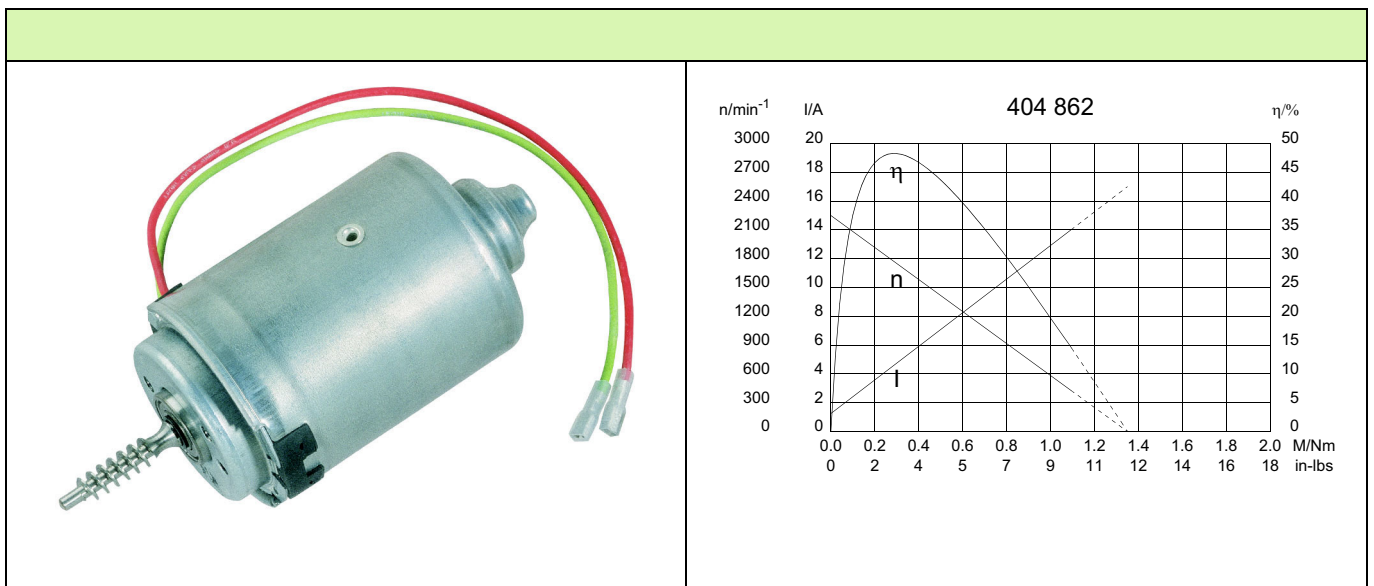 404 862
n/min-1 I/A η/%
3000 20 50
2700 18 45
2400 16 40
2100 14 35
1800 12 30
1500 10 25
1200 8 20
900 6 15
600 4 10
300 2 5
0 0 0
η
n
I
0.0 0.2 0.4 0.6 0.8 1.0 1.2 1.4 1.6 1.8 2.0 M/Nm
0 2 4 5 7 9 11 12 14 16 18 in-lbs